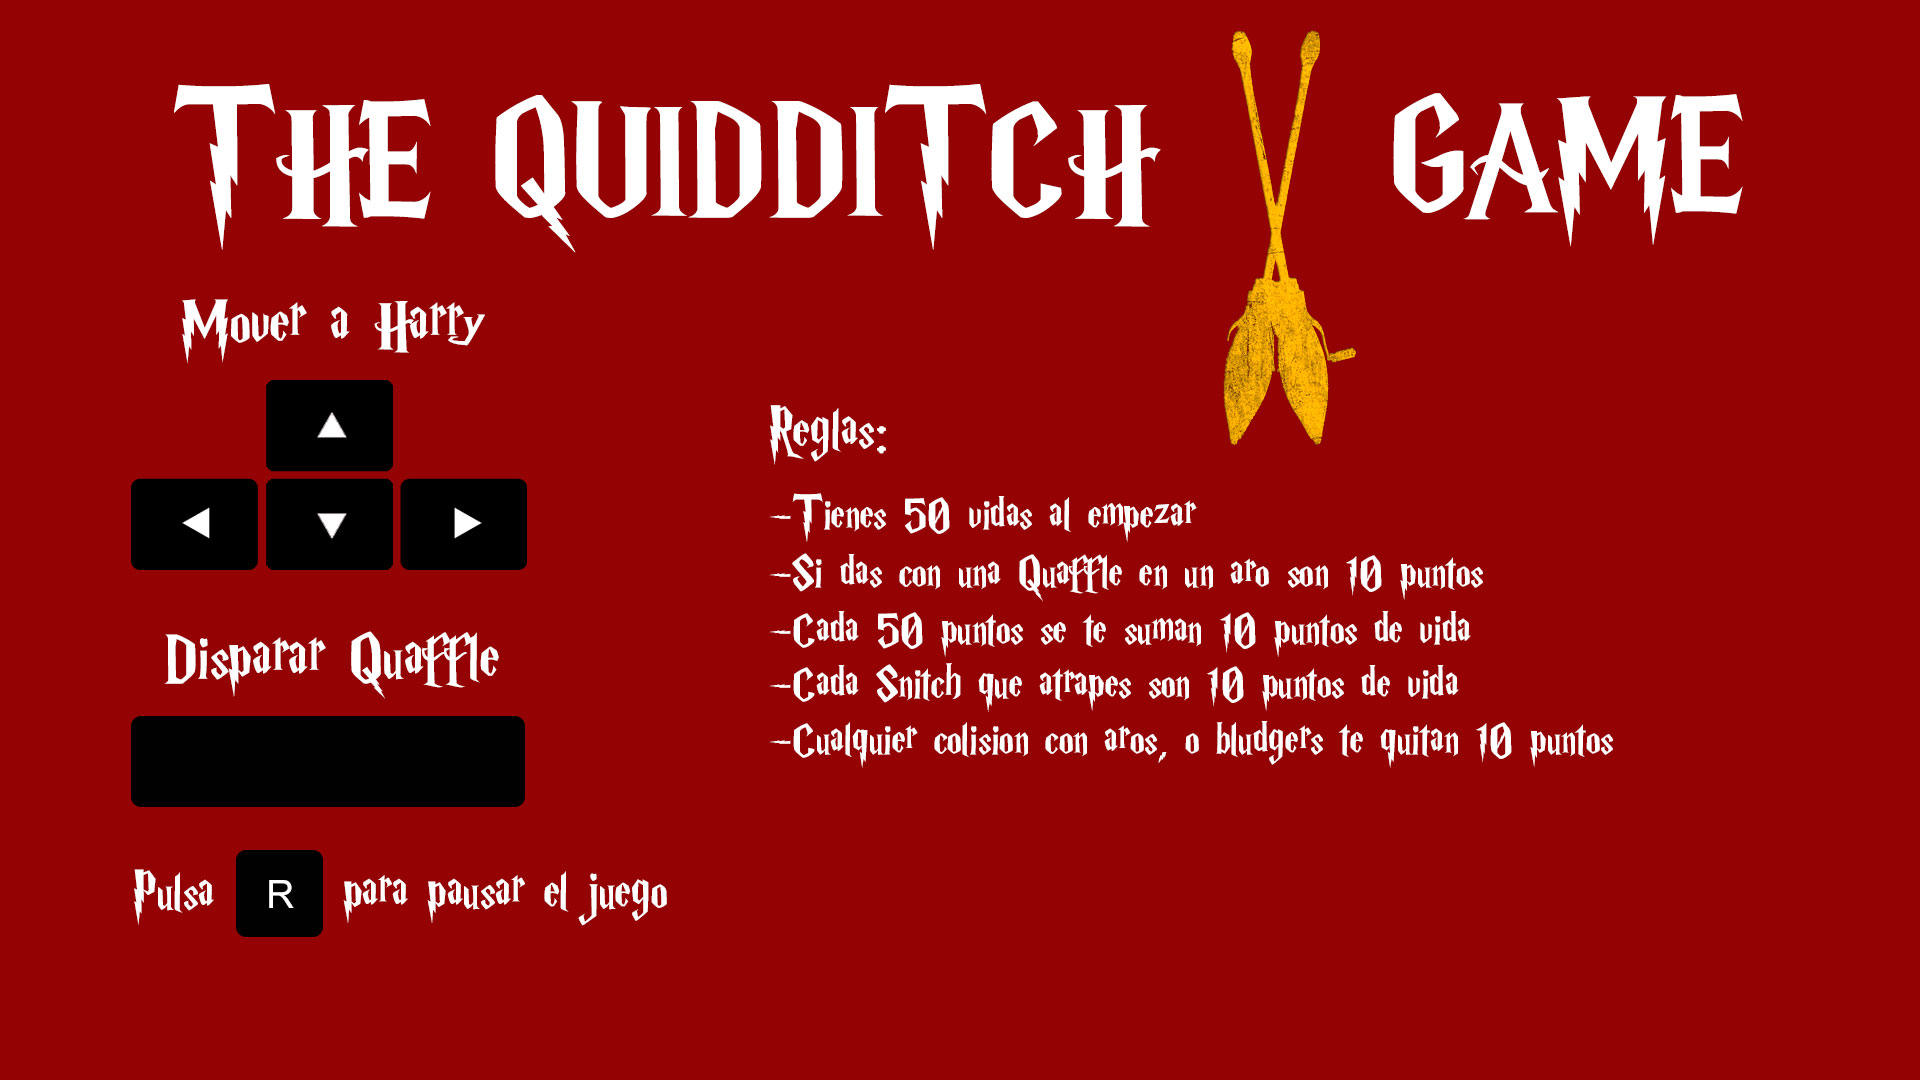 THE QUIDDITCH GAME
Mover a Harry
Disparar Quaffle
Pulsa R para pausar el juego
Reglas:
-Tienes 50 vidas al empezar
-Si das con una Quaffle en un aro son 10 puntos
-Cada 50 puntos se te suman 10 puntos de vida
-Cada Snitch que atrapes son 10 puntos de vida
-Cualquier colision con aros, o bludgers te quitan 10 puntos